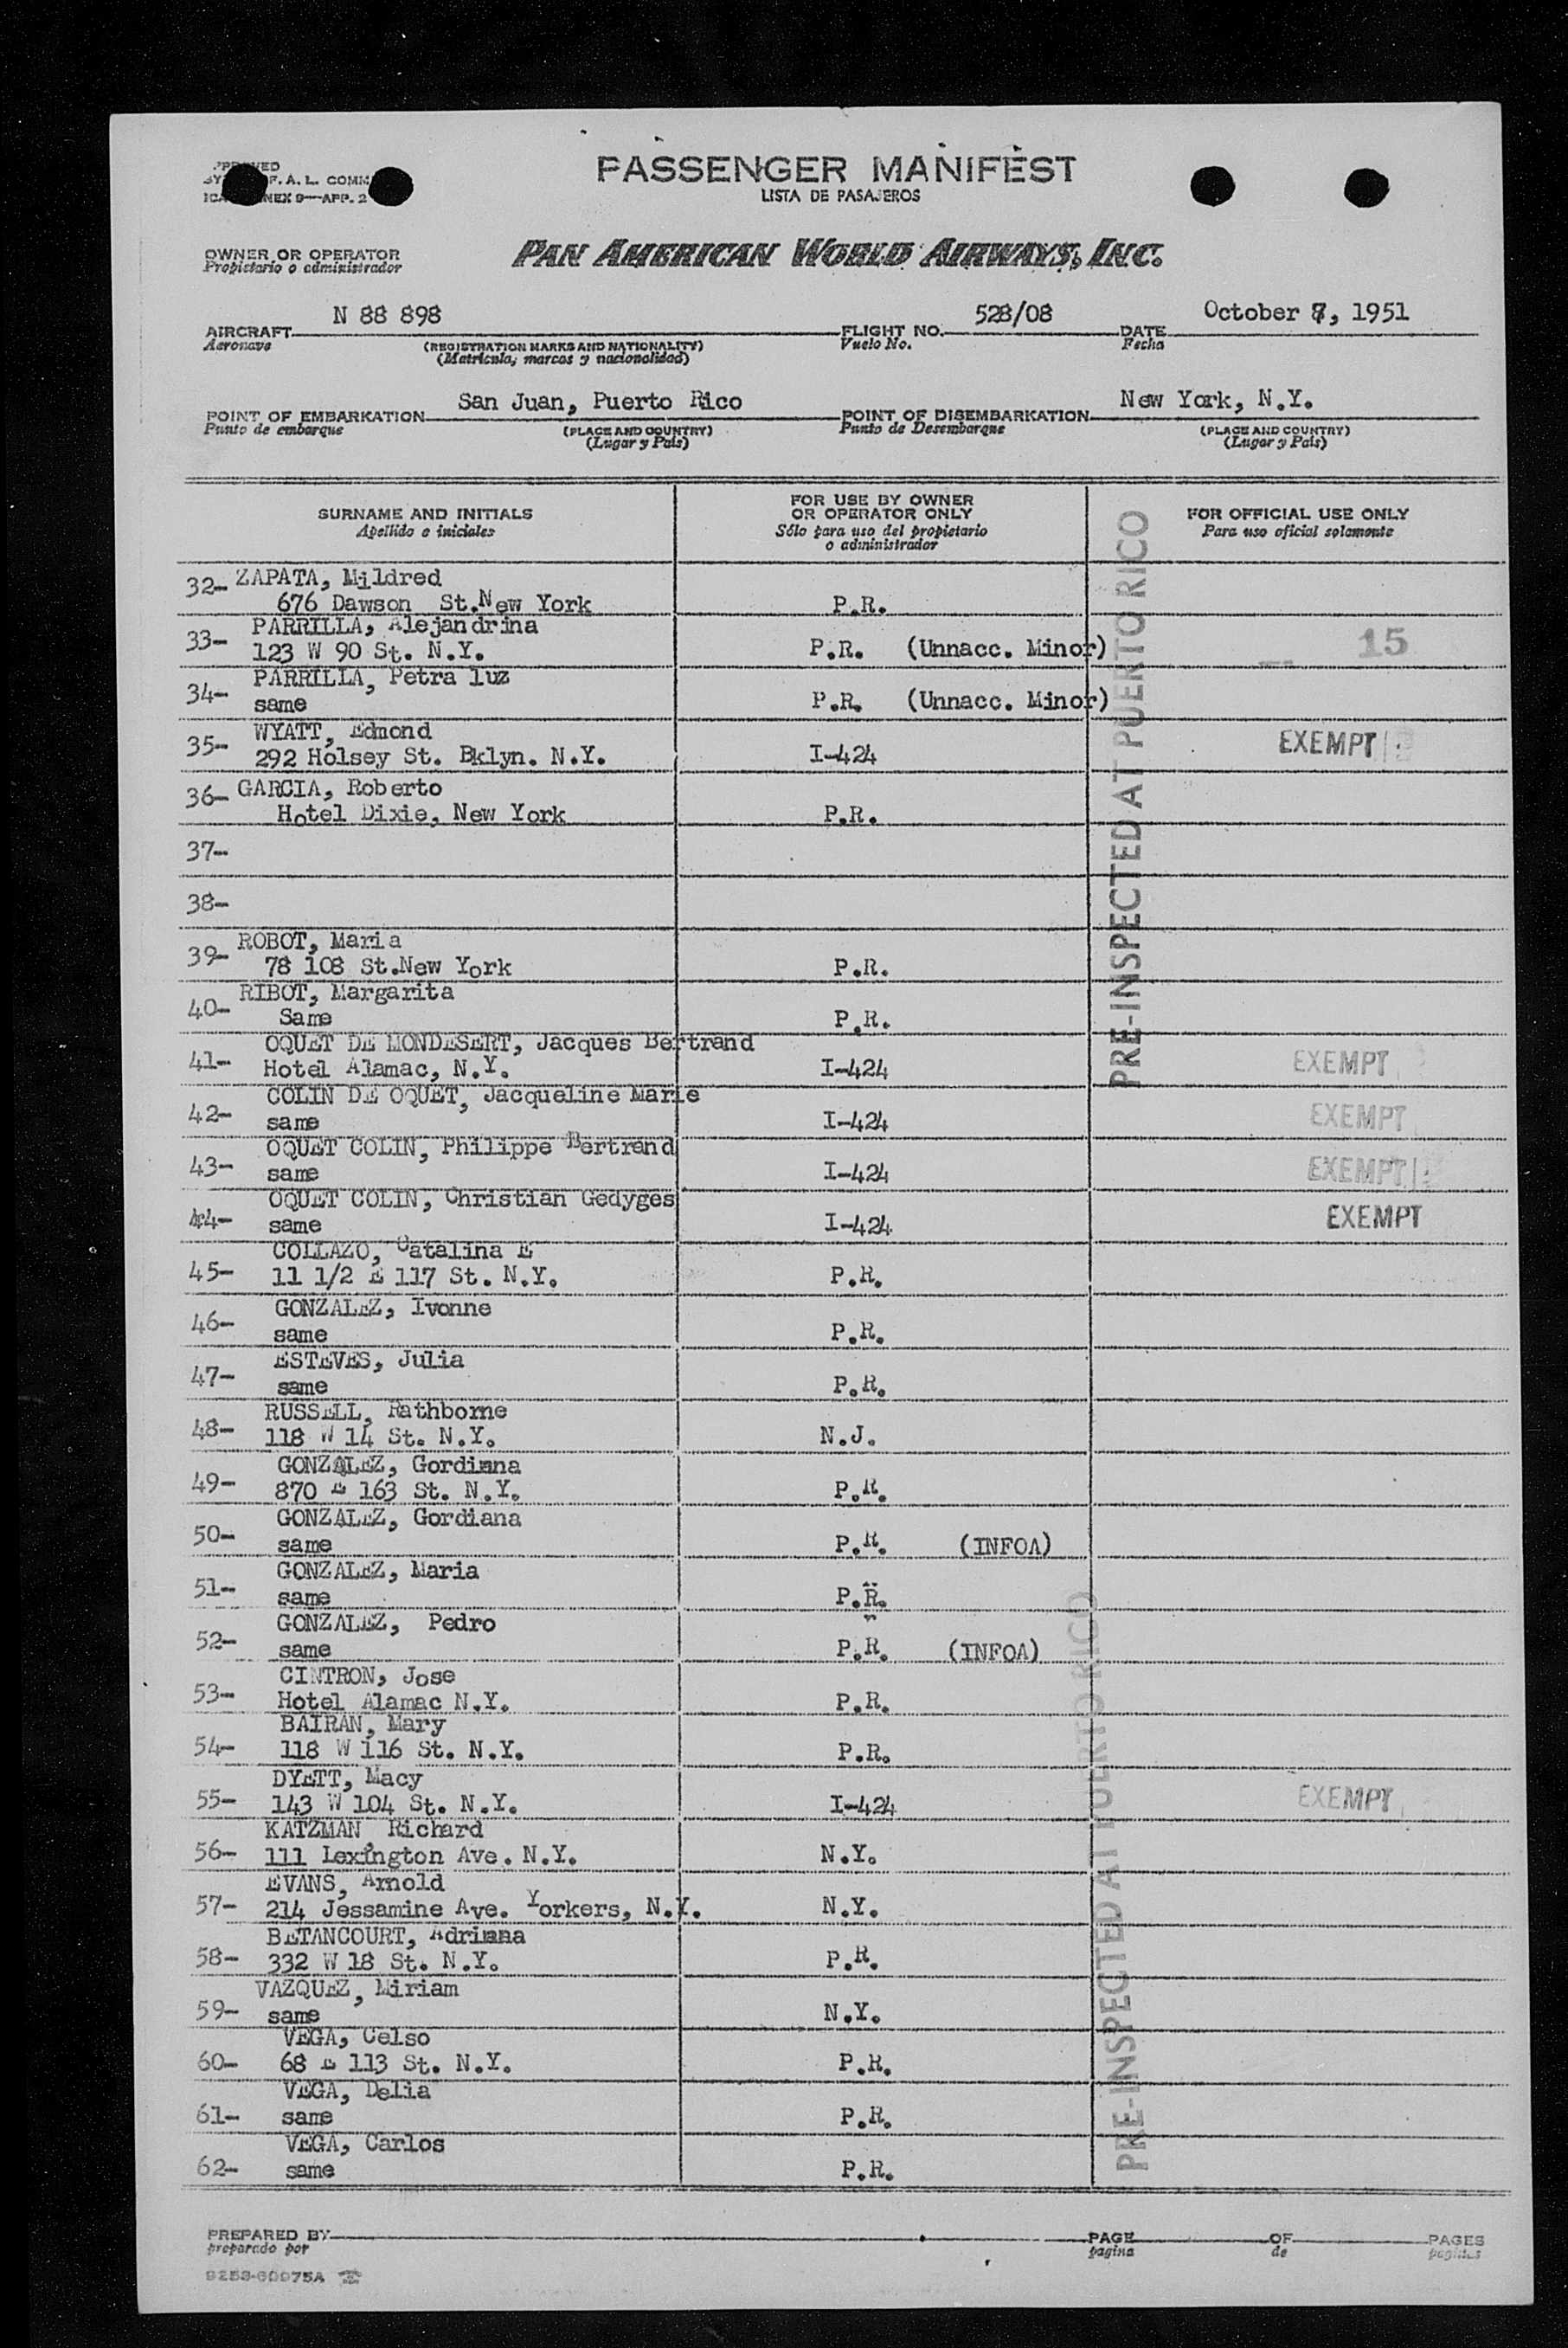 PASSENGER MANIFEST
LISTA DE PASAJEROS
F. A. L. COMM
NEX 9—APP. 2
OWNER OR OPERATOR
Propietario o administrador
PAN AMERICAN WORLD AIRWAYS, INC.
AIRCRAFT N 88 898 FLIGHT NO. 528/08 DATE October 7, 1951
Aeronave (REGISTRATION MARKS AND NATIONALITY) Vuelo No. Fecha
(Matrícula, marcas y nacionalidad)
POINT OF EMBARKATION San Juan, Puerto Rico POINT OF DISEMBARKATION New York, N.Y.
Punto de embarque (PLACE AND COUNTRY) Punto de Desembarque (PLACE AND COUNTRY)
(Lugar y País) (Lugar y País)
SURNAME AND INITIALS
Apellido e iniciales
FOR USE BY OWNER
OR OPERATOR ONLY
Sólo para uso del propietario
o administrador
FOR OFFICIAL USE ONLY
Para uso oficial solamente
32- ZAPATA, Mildred
676 Dawson St.New York P.R.
33- PARRILLA, Alejandrina
123 W 90 St. N.Y. P.R. (Unnacc. Minor) 15
34- PARRILLA, Petra luz
same P.R. (Unnacc. Minor)
35- WYATT, Edmond
292 Holsey St. Bklyn. N.Y. I-424 EXEMPT
36- GARCIA, Roberto
Hotel Dixie, New York P.R.
37-
38-
39- ROBOT, Maria
78 108 St.New York P.R.
40- RIBOT, Margarita
Same P.R.
41- OQUET DE MONDESERT, Jacques Bertrand
Hotel Alamac, N.Y. I-424 EXEMPT
42- COLIN DE OQUET, Jacqueline Marie
same I-424 EXEMPT
43- OQUET COLIN, Philippe Bertrand
same I-424 EXEMPT
44- OQUET COLIN, Christian Gedyges
same I-424 EXEMPT
45- COLLAZO, Catalina E
11 1/2 E 117 St. N.Y. P.R.
46- GONZALEZ, Ivonne
same P.R.
47- ESTEVES, Julia
same P.R.
48- RUSSELL, Rathborne
118 W 14 St. N.Y. N.J.
49- GONZALEZ, Gordiana
870 E 163 St. N.Y. P.R.
50- GONZALEZ, Gordiana
same P.R. (INFOA)
51- GONZALEZ, Maria
same P.R.
52- GONZALEZ, Pedro
same P.R. (INFOA)
53- CINTRON, Jose
Hotel Alamac N.Y. P.R.
54- BAIRAN, Mary
118 W 116 St. N.Y. P.R.
55- DYETT, Macy
143 W 104 St. N.Y. I-424 EXEMPT
56- KATZMAN Richard
111 Lexington Ave. N.Y. N.Y.
57- EVANS, Arnold
214 Jessamine Ave. Yorkers, N.Y. N.Y.
58- BETANCOURT, Adriana
332 W 18 St. N.Y. P.R.
59- VAZQUEZ, Miriam
same N.Y.
60- VEGA, Celso
68 E 113 St. N.Y. P.R.
61- VEGA, Delia
same P.R.
62- VEGA, Carlos
same P.R.
PRE-INSPECTED AT PUERTO RICO
PRE-INSPECTED AT PUERTO RICO
PREPARED BY PAGE OF PAGES
preparado por pagina de paginas
9253-60975A